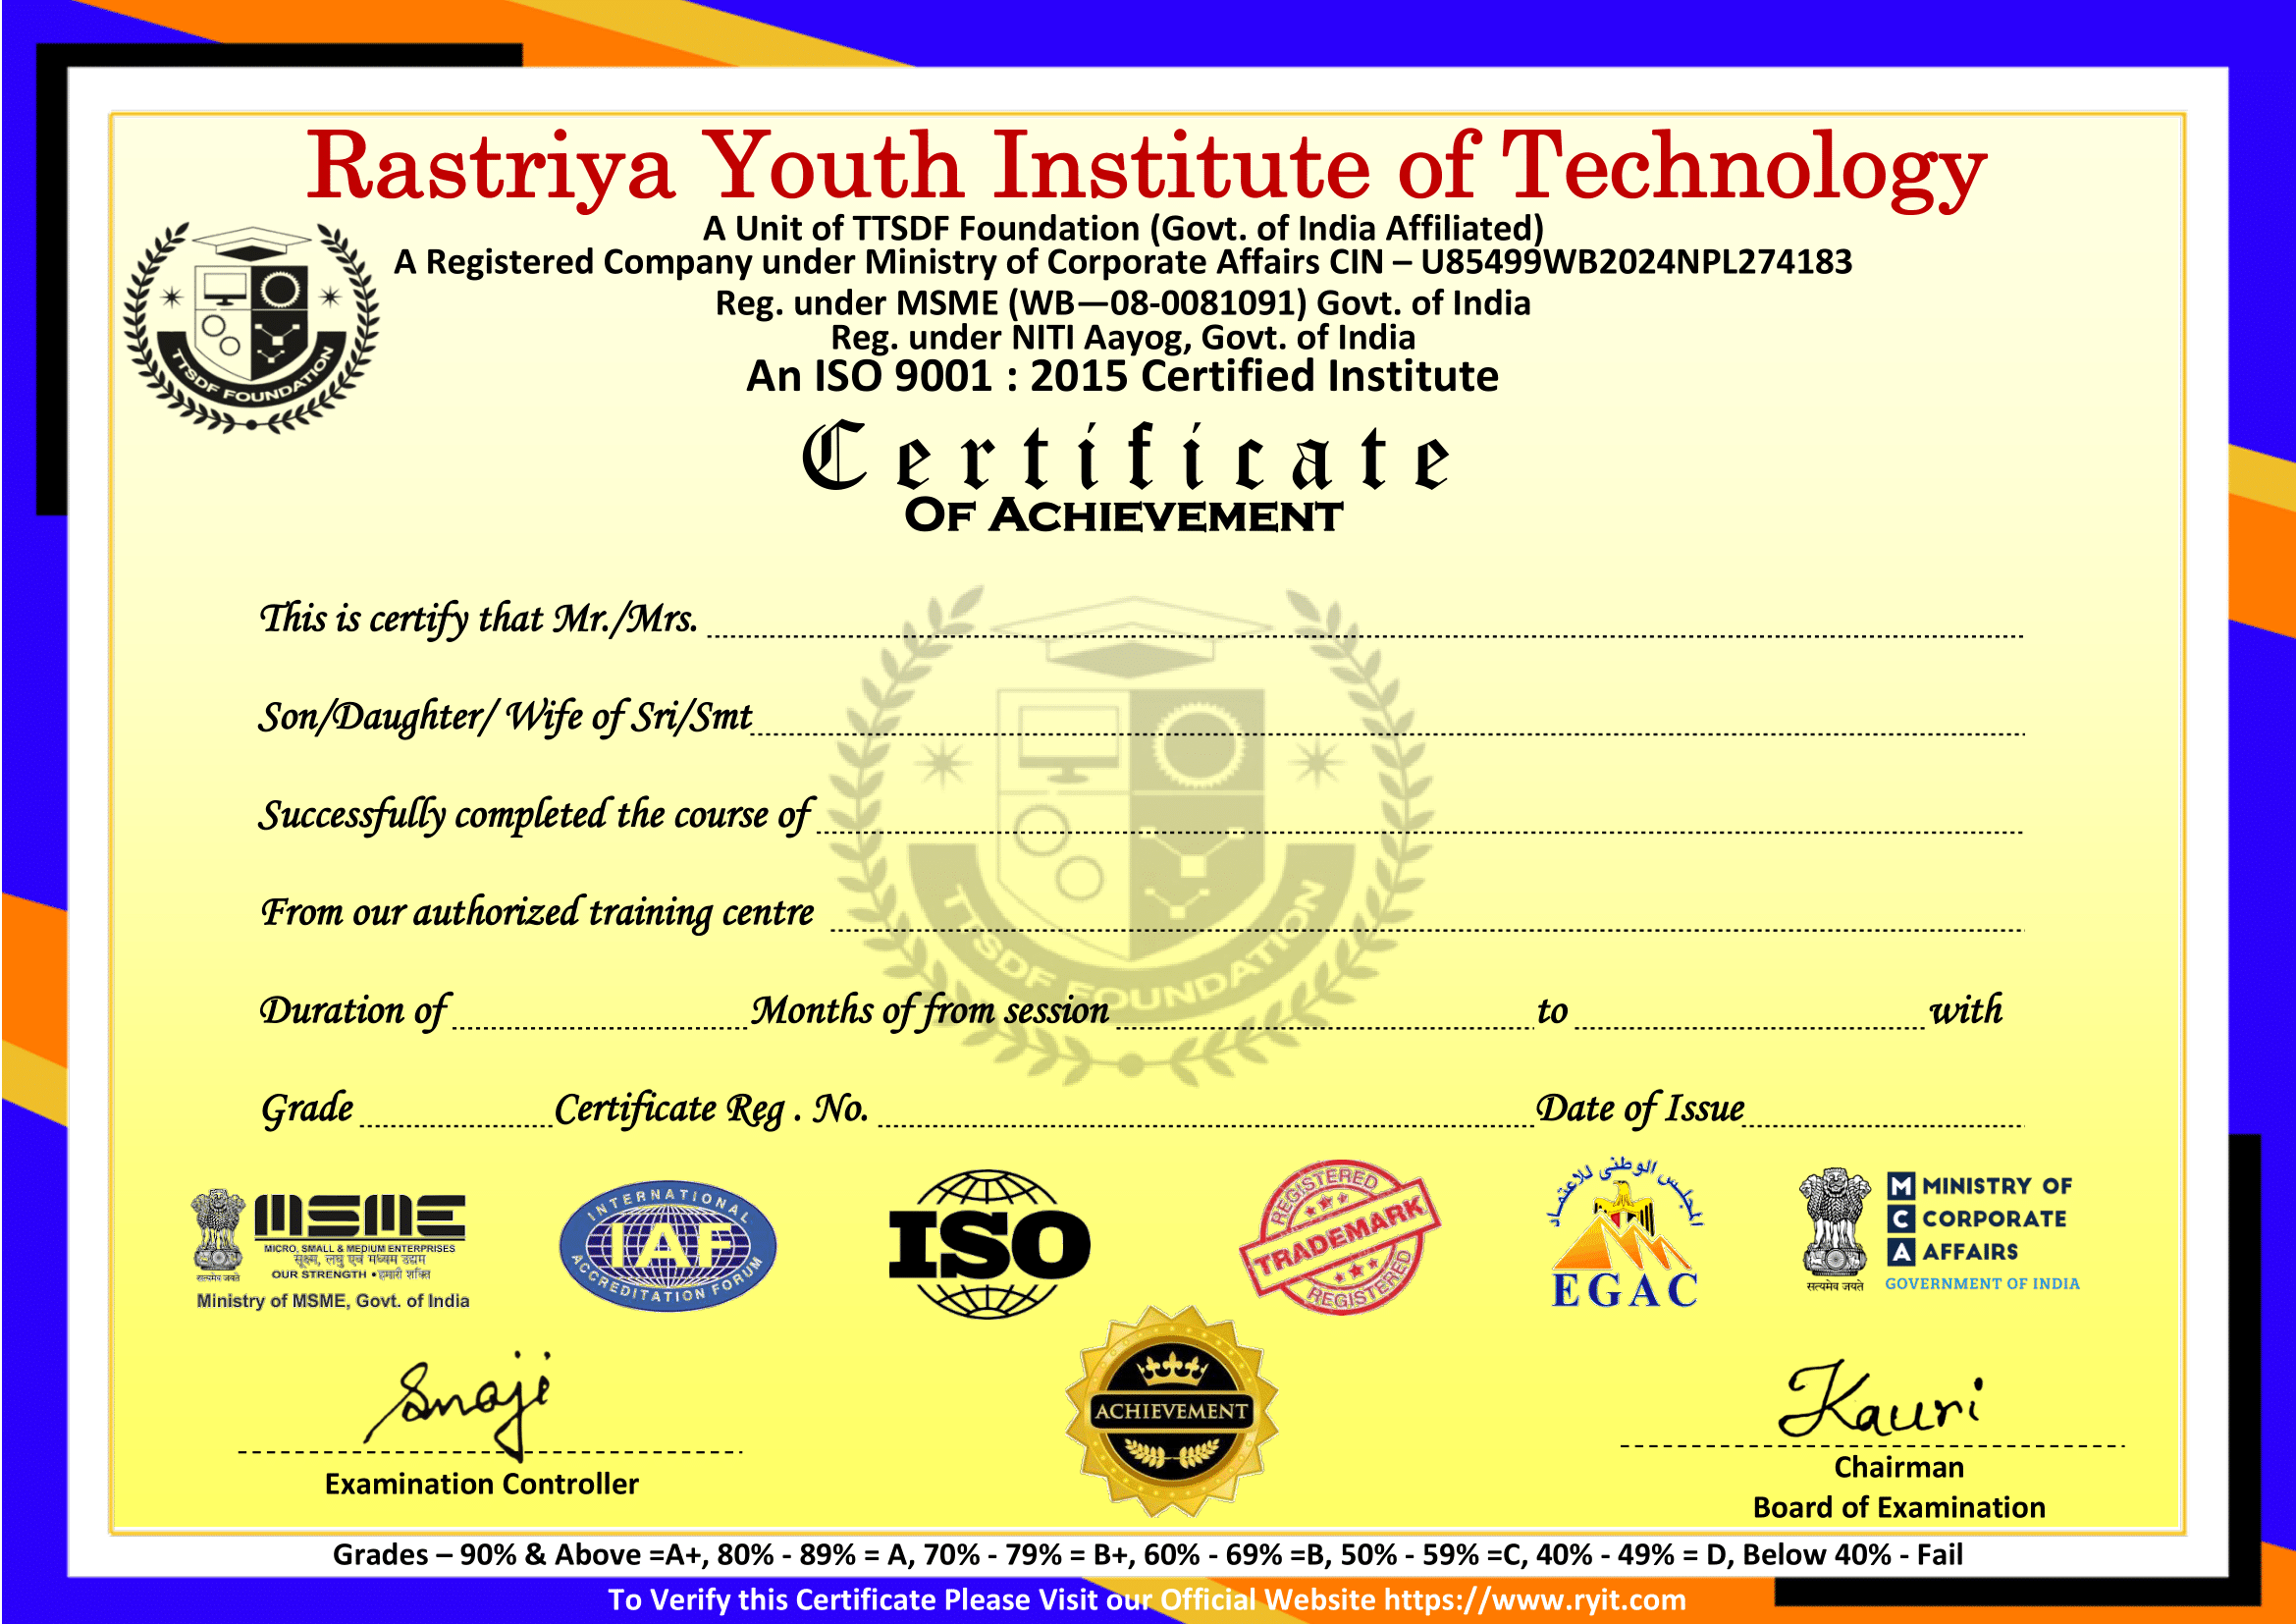 Rastriya Youth Institute of Technology
A Unit of TTSDF Foundation (Govt. of India Affiliated)
A Registered Company under Ministry of Corporate Affairs CIN – U85499WB2024NPL274183
Reg. under MSME (WB—08-0081091) Govt. of India
Reg. under NITI Aayog, Govt. of India
An ISO 9001 : 2015 Certified Institute
TTSDF FOUNDATION
Certificate
OF ACHIEVEMENT
This is certify that Mr./Mrs.
Son/Daughter/ Wife of Sri/Smt
Successfully completed the course of
From our authorized training centre
TTSDF FOUNDATION
Duration of Months of from session to with
Grade Certificate Reg . No. Date of Issue
सत्यमेव जयते
MSME
MICRO, SMALL & MEDIUM ENTERPRISES
सूक्ष्म, लघु एवं मध्यम उद्यम
OUR STRENGTH • हमारी शक्ति
Ministry of MSME, Govt. of India
INTERNATIONAL
IAF
ACCREDITATION FORUM
ISO
REGISTERED
TRADEMARK
REGISTERED
المجلس الوطنى للاعتماد
EGAC
सत्यमेव जयते
M MINISTRY OF
C CORPORATE
A AFFAIRS
GOVERNMENT OF INDIA
ACHIEVEMENT
Kauri
Examination Controller
Chairman
Board of Examination
Grades – 90% & Above =A+, 80% - 89% = A, 70% - 79% = B+, 60% - 69% =B, 50% - 59% =C, 40% - 49% = D, Below 40% - Fail
To Verify this Certificate Please Visit our Official Website https://www.ryit.com